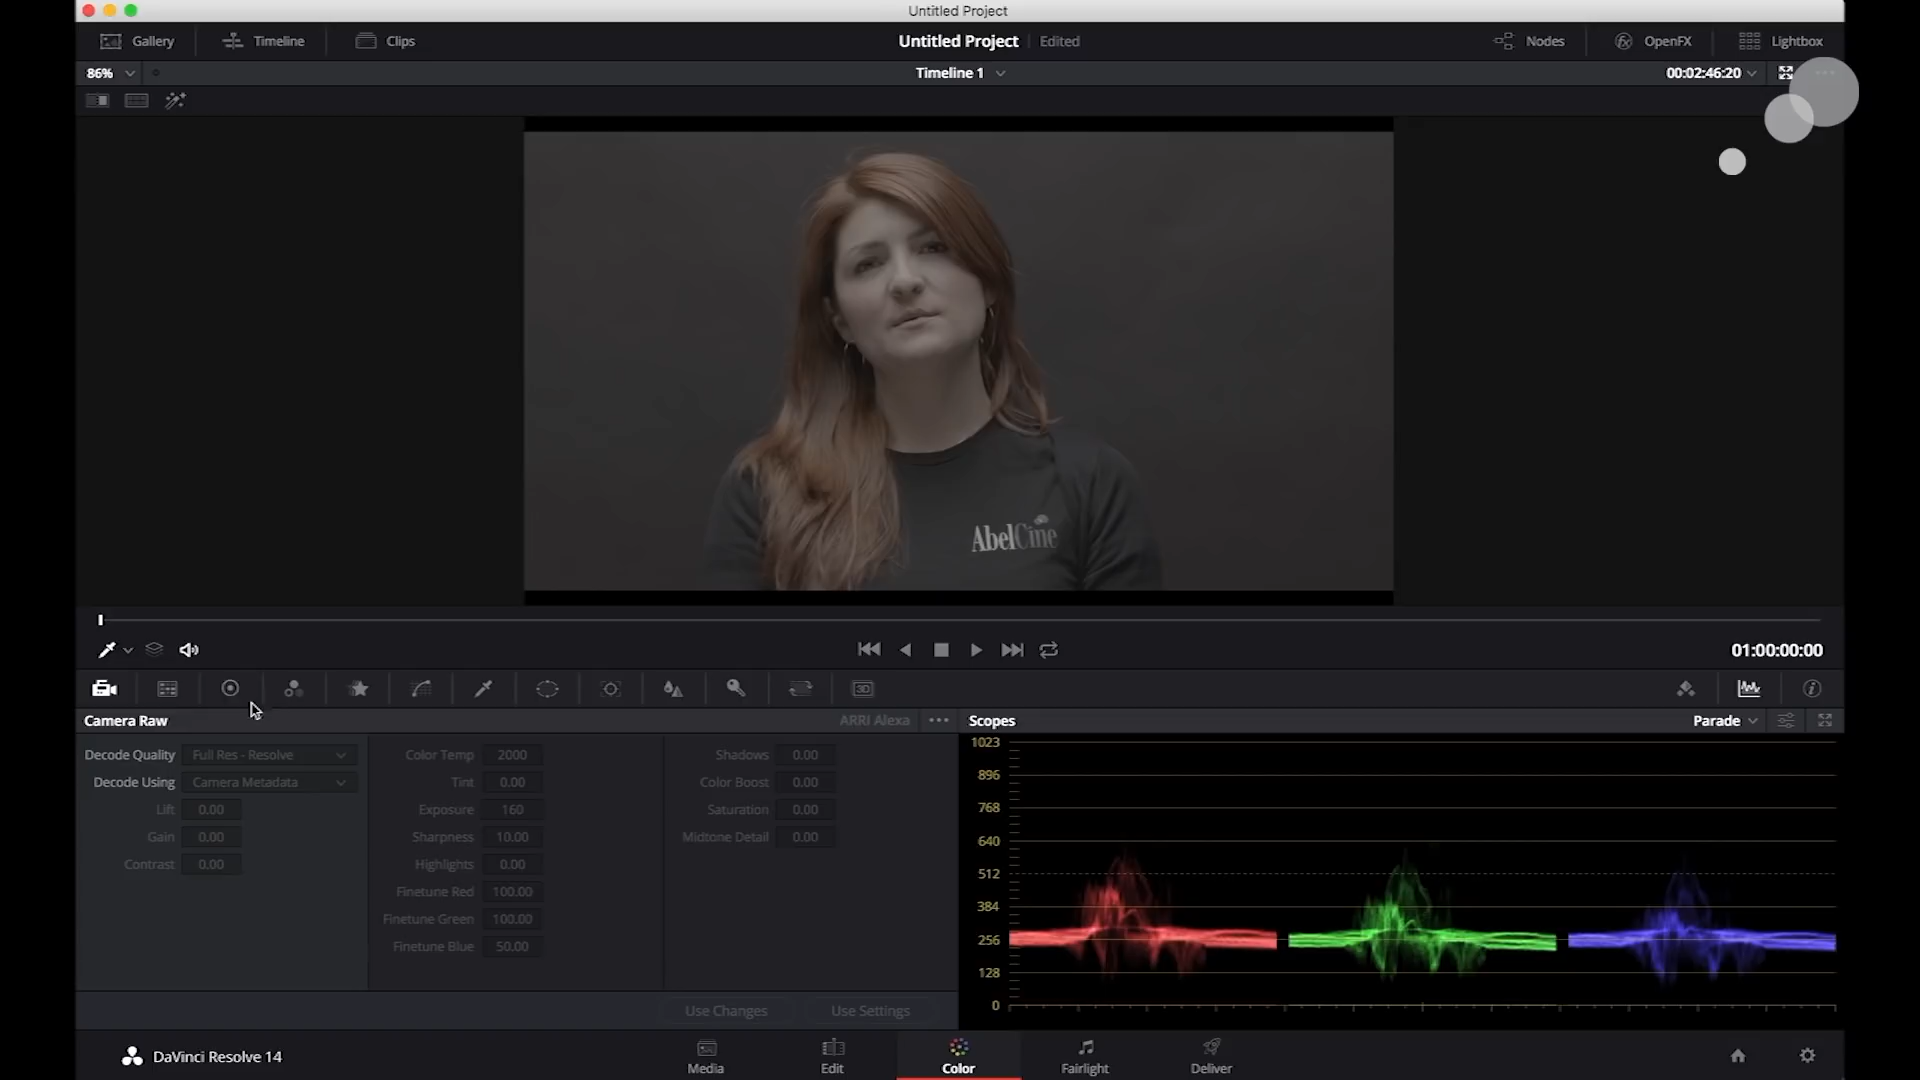 Untitled Project
Gallery Timeline Clips Untitled Project Edited Nodes OpenFX Lightbox
86% Timeline 1 00:02:46:20
AbelCine
01:00:00:00
3D
Camera Raw ARRI Alexa Scopes Parade
Decode Quality Full Res - Resolve Color Temp 2000 Shadows 0.00
Decode Using Camera Metadata Tint 0.00 Color Boost 0.00
Lift 0.00 Exposure 160 Saturation 0.00
Gain 0.00 Sharpness 10.00 Midtone Detail 0.00
Contrast 0.00 Highlights 0.00
Finetune Red 100.00
Finetune Green 100.00
Finetune Blue 50.00
Use Changes Use Settings
1023
896
768
640
512
384
256
128
0
DaVinci Resolve 14 Media Edit Color Fairlight Deliver